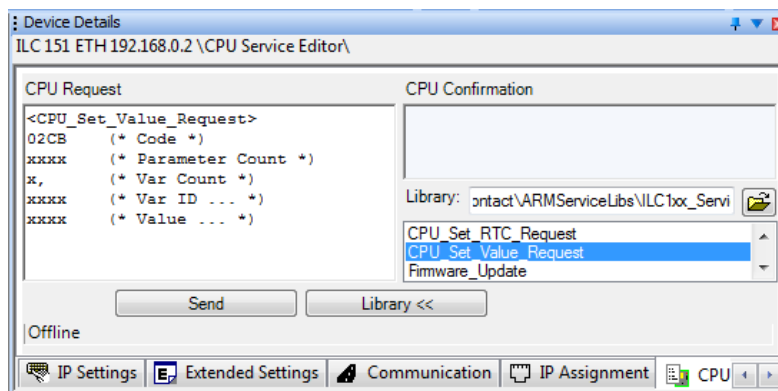 Device Details
ILC 151 ETH 192.168.0.2 \CPU Service Editor\
CPU Request
<CPU_Set_Value_Request>
02CB (* Code *)
xxxx (* Parameter Count *)
x, (* Var Count *)
xxxx (* Var ID ... *)
xxxx (* Value ... *)
CPU Confirmation
Library: ontact\ARMServiceLibs\ILC1xx_Servi
CPU_Set_RTC_Request
CPU_Set_Value_Request
Firmware_Update
Send Library <<
Offline
IP Settings Extended Settings Communication IP Assignment CPU